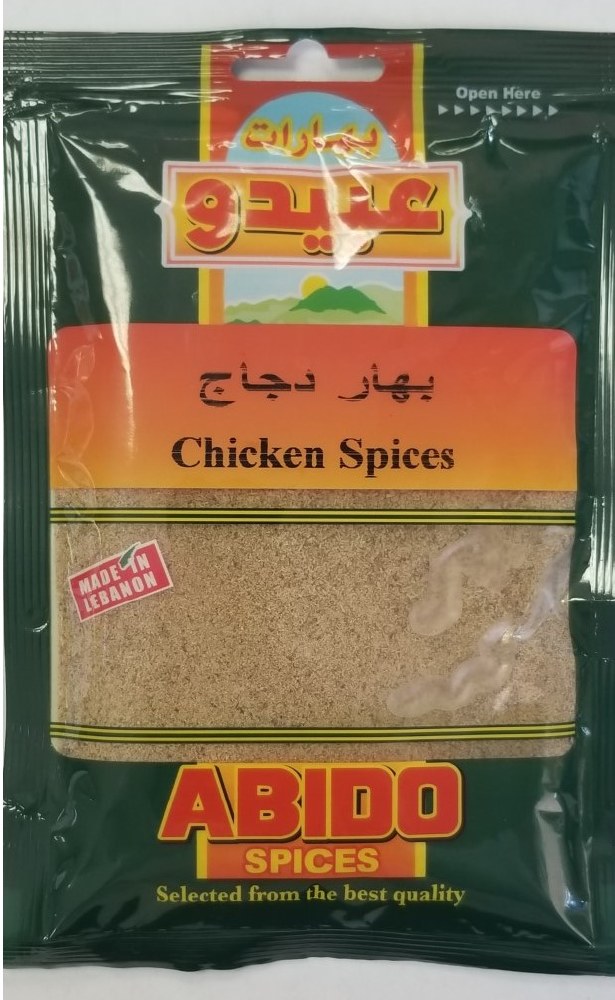 Open Here
بهارات
عبيدو
بهار دجاج
Chicken Spices
MADE IN
LEBANON
ABIDO
SPICES
Selected from the best quality